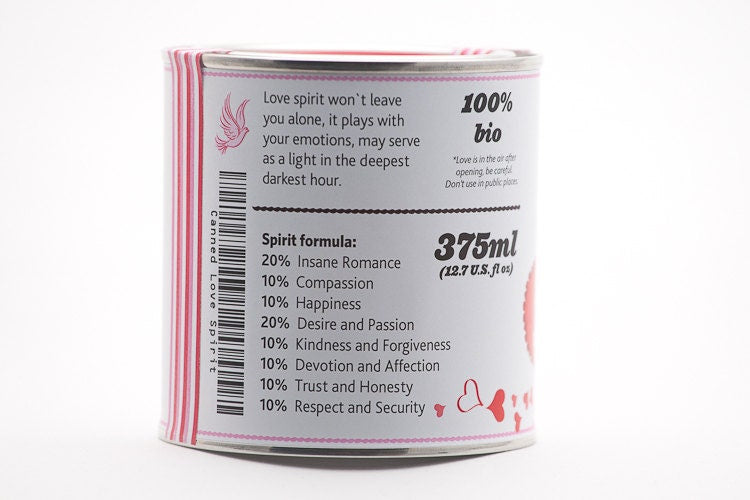 Love spirit won`t leave
you alone, it plays with
your emotions, may serve
as a light in the deepest
darkest hour.
100%
bio
*Love is in the air after
opening, be careful.
Don't use in public places.
Spirit formula:
20% Insane Romance
10% Compassion
10% Happiness
20% Desire and Passion
10% Kindness and Forgiveness
10% Devotion and Affection
10% Trust and Honesty
10% Respect and Security
375ml
(12.7 U.S. fl oz)
Canned Love Spirit